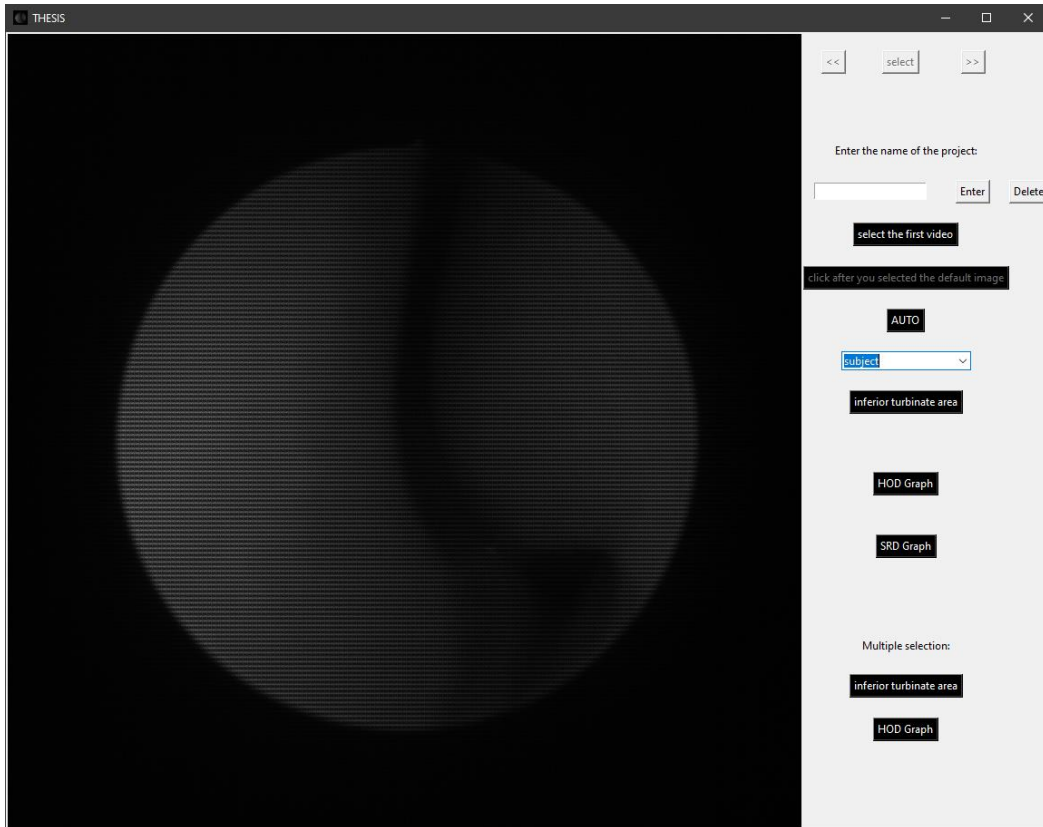 THESIS
<< select >>
Enter the name of the project:
Enter Delete
select the first video
click after you selected the default image
AUTO
subject
inferior turbinate area
HOD Graph
SRD Graph
Multiple selection:
inferior turbinate area
HOD Graph